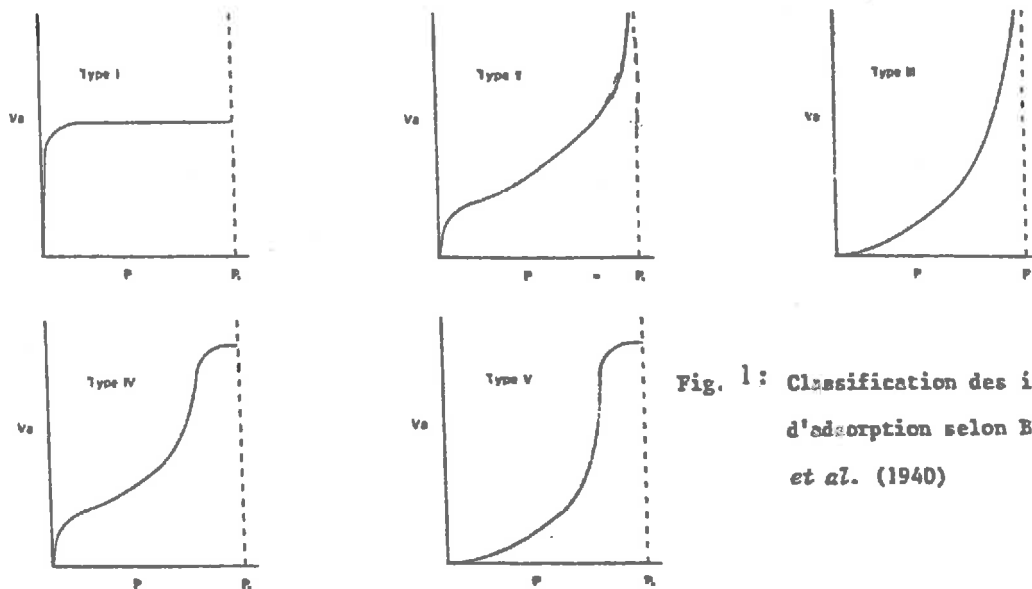 Type I
Va
P
P.
Type II
Va
P
P.
Type III
Va
P
P
Type IV
Va
P
P.
Type V
Va
P
P.
Fig. 1: Classification des i
d'adsorption selon B
et al. (1940)